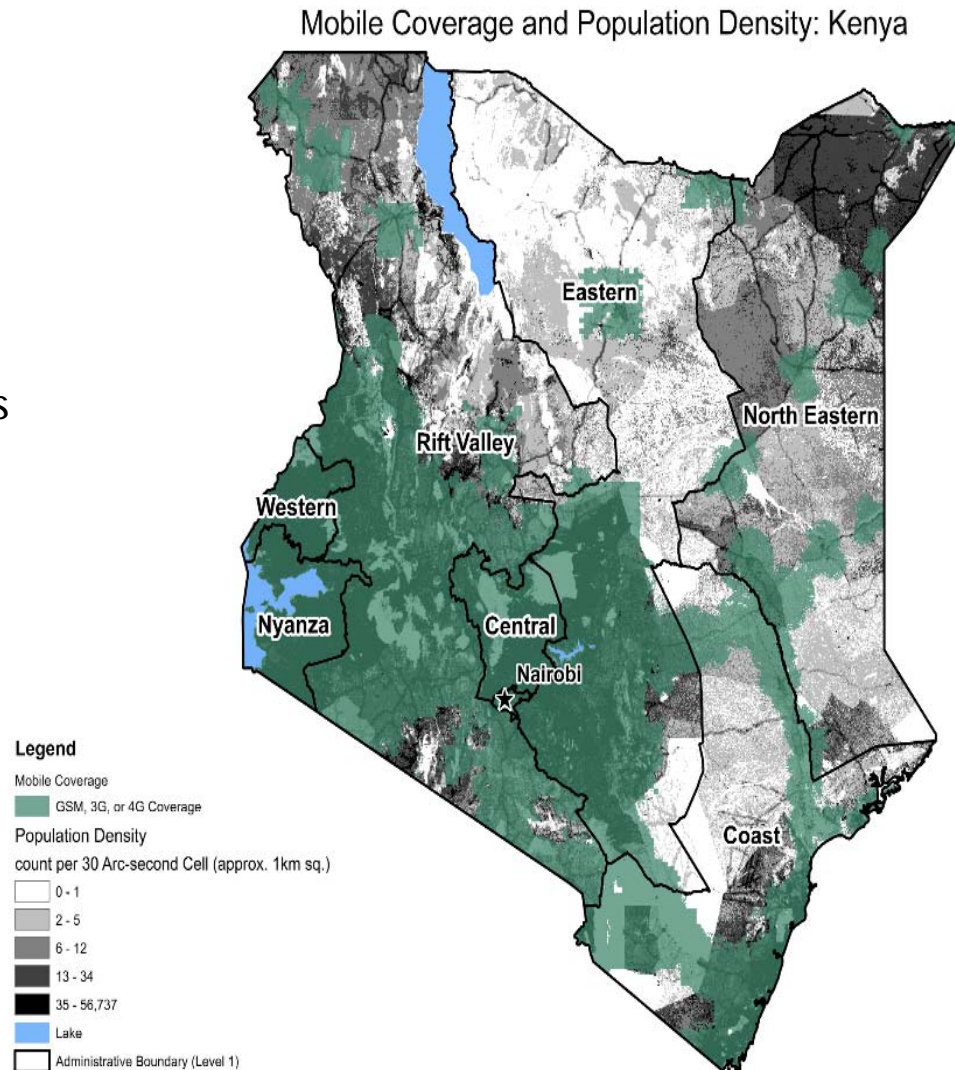 Mobile Coverage and Population Density: Kenya
Eastern
North Eastern
s
Rift Valley
Western
Nyanza
Central
Nairobi
Coast
Legend
Mobile Coverage
GSM, 3G, or 4G Coverage
Population Density
count per 30 Arc-second Cell (approx. 1km sq.)
0 - 1
2 - 5
6 - 12
13 - 34
35 - 56,737
Lake
Administrative Boundary (Level 1)